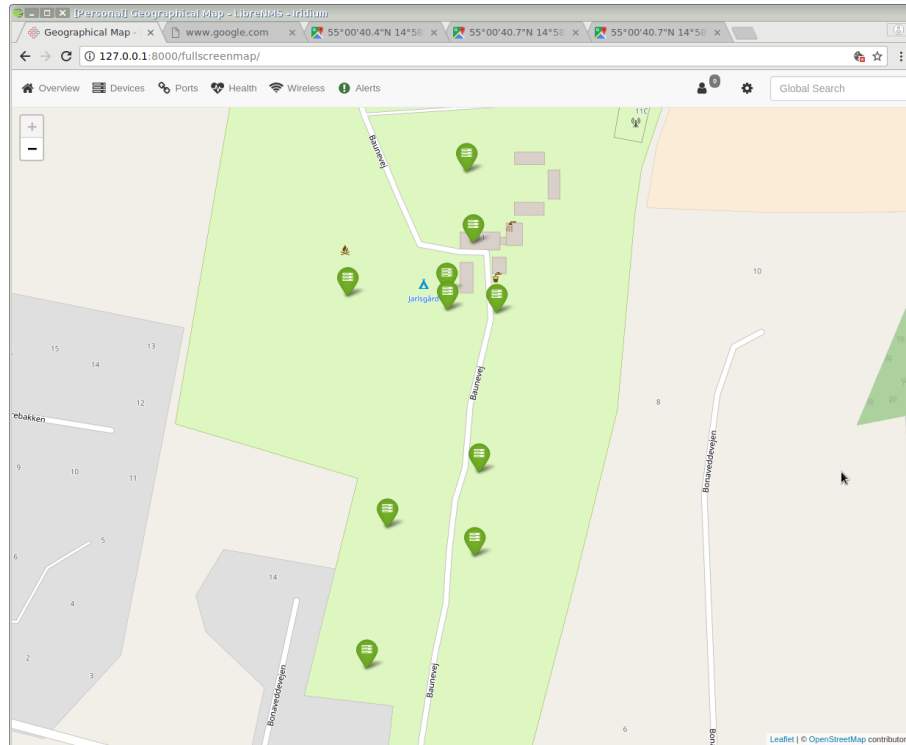 [Personal] Geographical Map - LibreNMS - Iridium
Geographical Map - 
www.google.com
55°00'40.4"N 14°58
55°00'40.7"N 14°58
55°00'40.7"N 14°58
127.0.0.1:8000/fullscreenmap/
Overview Devices Ports Health Wireless Alerts 0 Global Search
+
−
11C
Baunevej
10
Jarlsgård
15
13
14
12
8
Baunevej
ebakken
9
10
11
Bonaveddevejen
5
6
14
4
2
3
Baunevej
Bonaveddevejen
6
Bon
Leaflet | © OpenStreetMap contributor